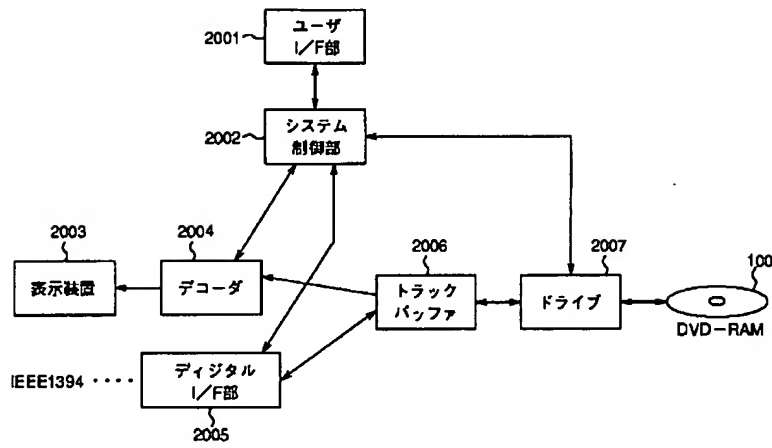 2001
ユーザ
I/F部
2002
システム
制御部
2003
表示装置
2004
デコーダ
2006
トラック
バッファ
2007
ドライブ
100
DVD-RAM
IEEE1394 ‥‥‥
ディジタル
I/F部
2005